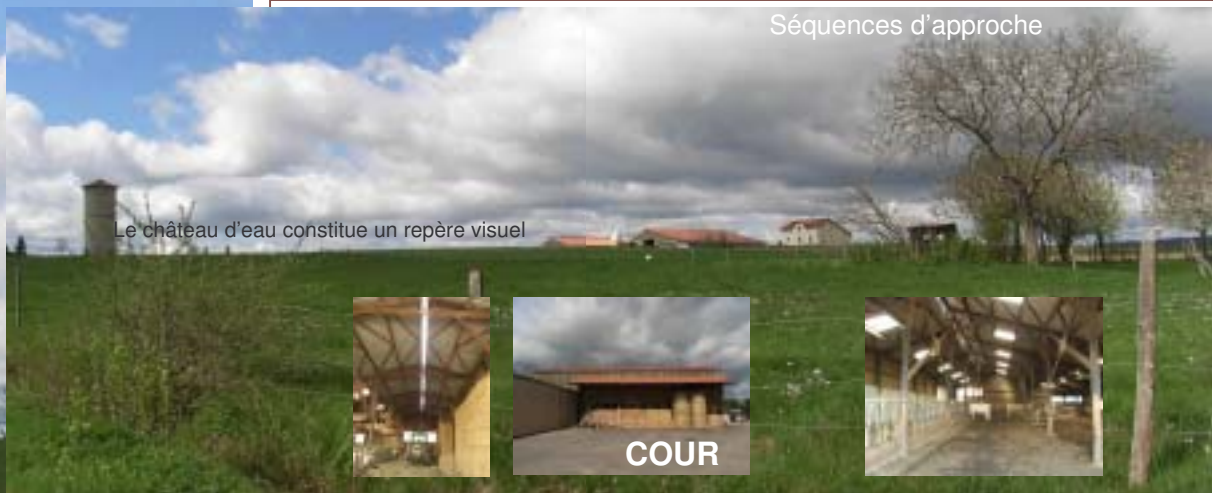 Séquences d’approche
Le château d’eau constitue un repère visuel
COUR